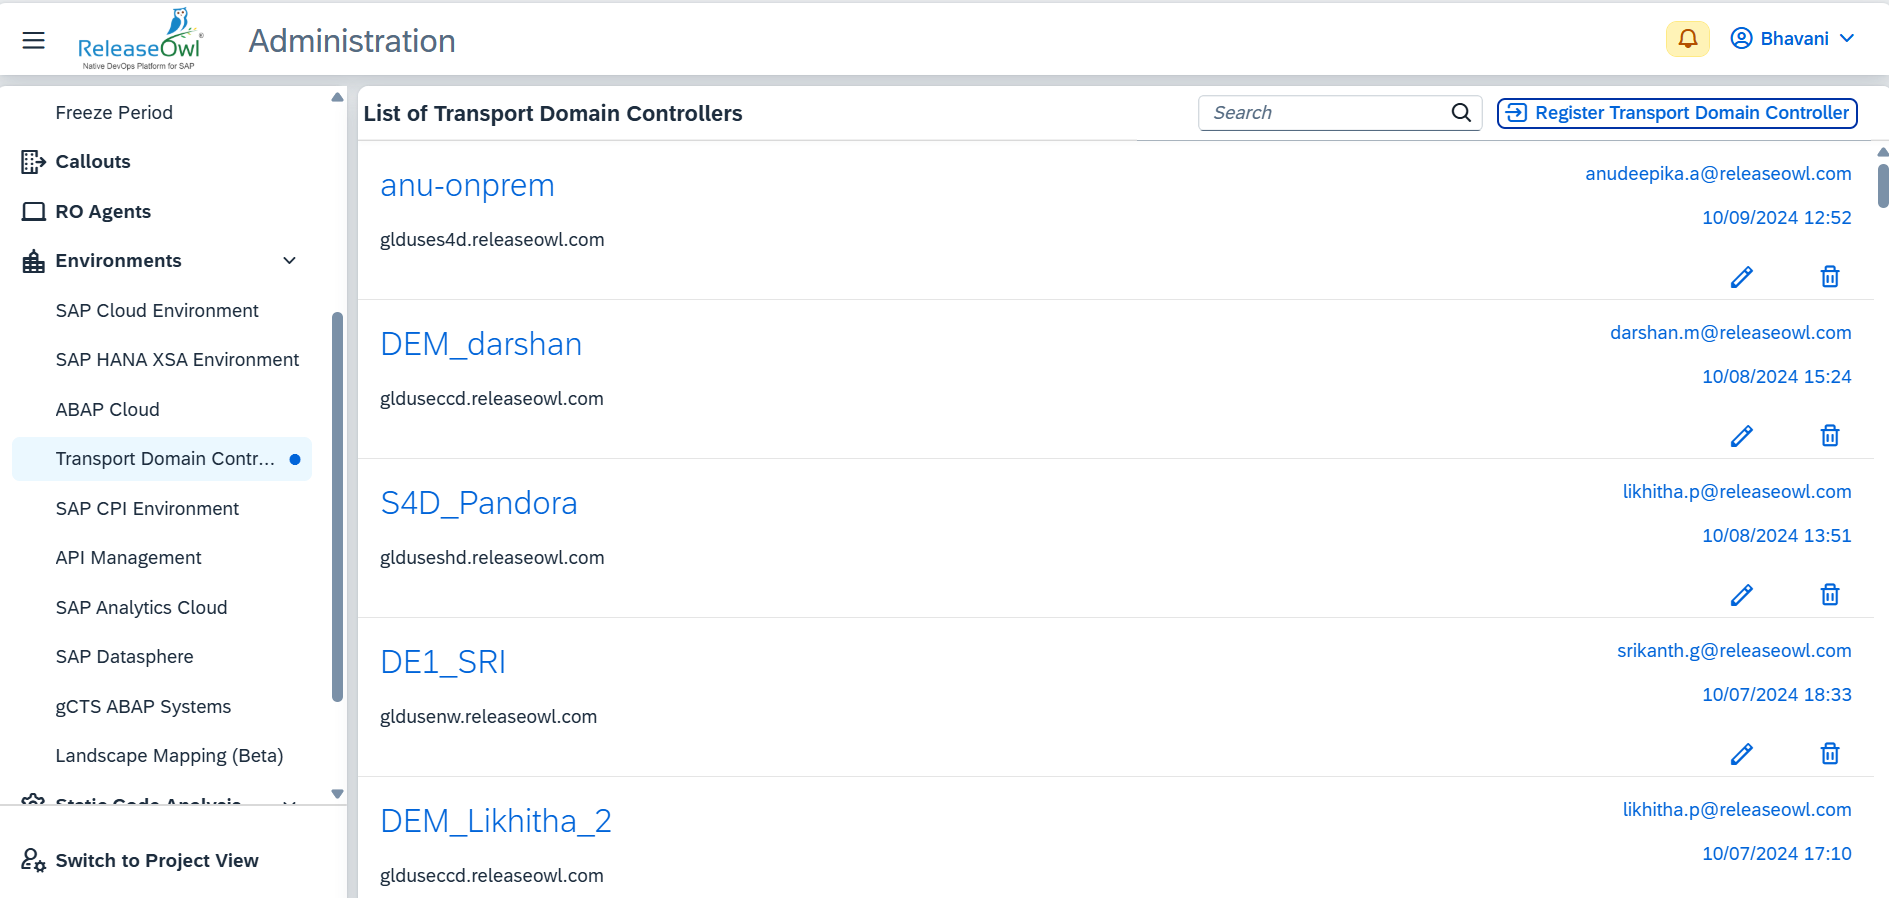 ReleaseOwl®
Native DevOps Platform for SAP
Administration
Bhavani
Freeze Period
Callouts
RO Agents
Environments
SAP Cloud Environment
SAP HANA XSA Environment
ABAP Cloud
Transport Domain Contr...
SAP CPI Environment
API Management
SAP Analytics Cloud
SAP Datasphere
gCTS ABAP Systems
Landscape Mapping (Beta)
Static Code Analysis
Switch to Project View
List of Transport Domain Controllers
Search
Register Transport Domain Controller
anu-onprem
anudeepika.a@releaseowl.com
10/09/2024 12:52
glduses4d.releaseowl.com
DEM_darshan
darshan.m@releaseowl.com
10/08/2024 15:24
glduseccd.releaseowl.com
S4D_Pandora
likhitha.p@releaseowl.com
10/08/2024 13:51
glduseshd.releaseowl.com
DE1_SRI
srikanth.g@releaseowl.com
10/07/2024 18:33
gldusenw.releaseowl.com
DEM_Likhitha_2
likhitha.p@releaseowl.com
10/07/2024 17:10
glduseccd.releaseowl.com